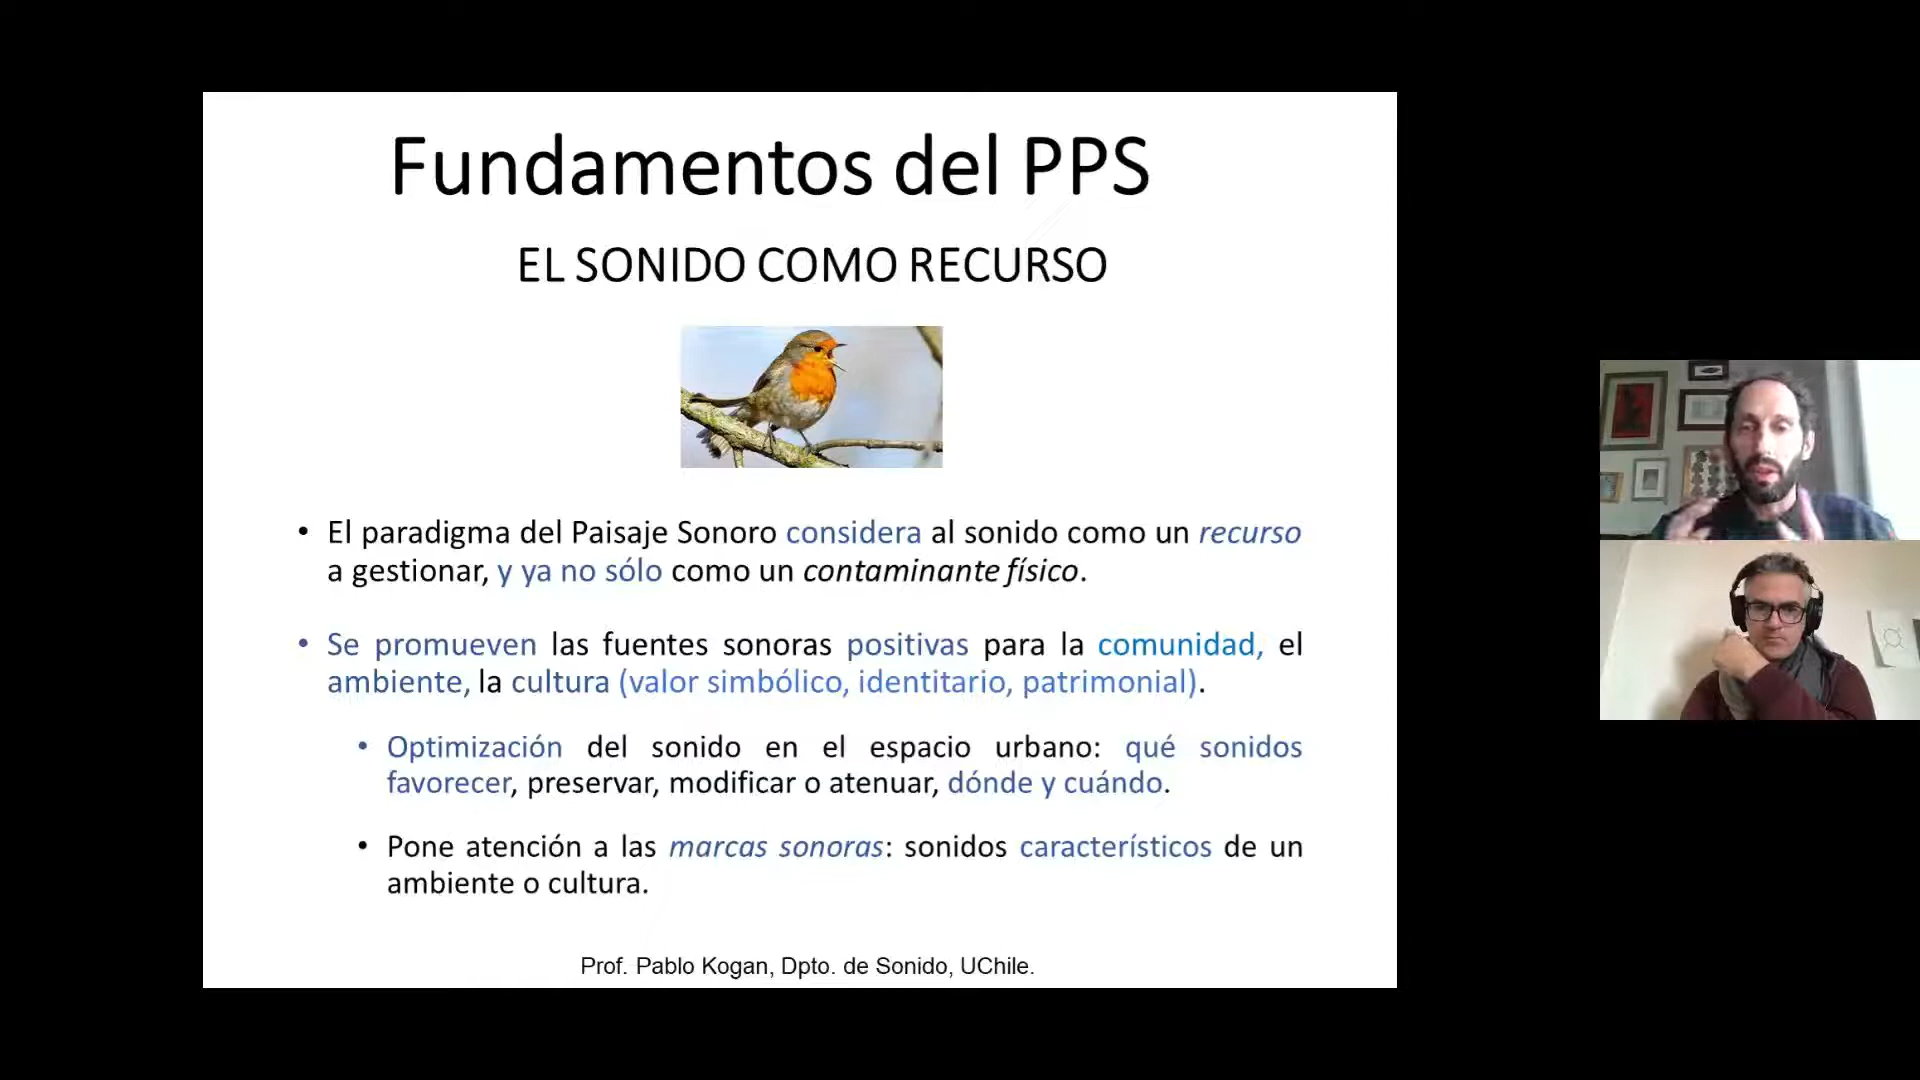 Fundamentos del PPS
EL SONIDO COMO RECURSO
• El paradigma del Paisaje Sonoro considera al sonido como un recurso
a gestionar, y ya no sólo como un contaminante físico.
• Se promueven las fuentes sonoras positivas para la comunidad, el
ambiente, la cultura (valor simbólico, identitario, patrimonial).
• Optimización del sonido en el espacio urbano: qué sonidos
favorecer, preservar, modificar o atenuar, dónde y cuándo.
• Pone atención a las marcas sonoras: sonidos característicos de un
ambiente o cultura.
Prof. Pablo Kogan, Dpto. de Sonido, UChile.